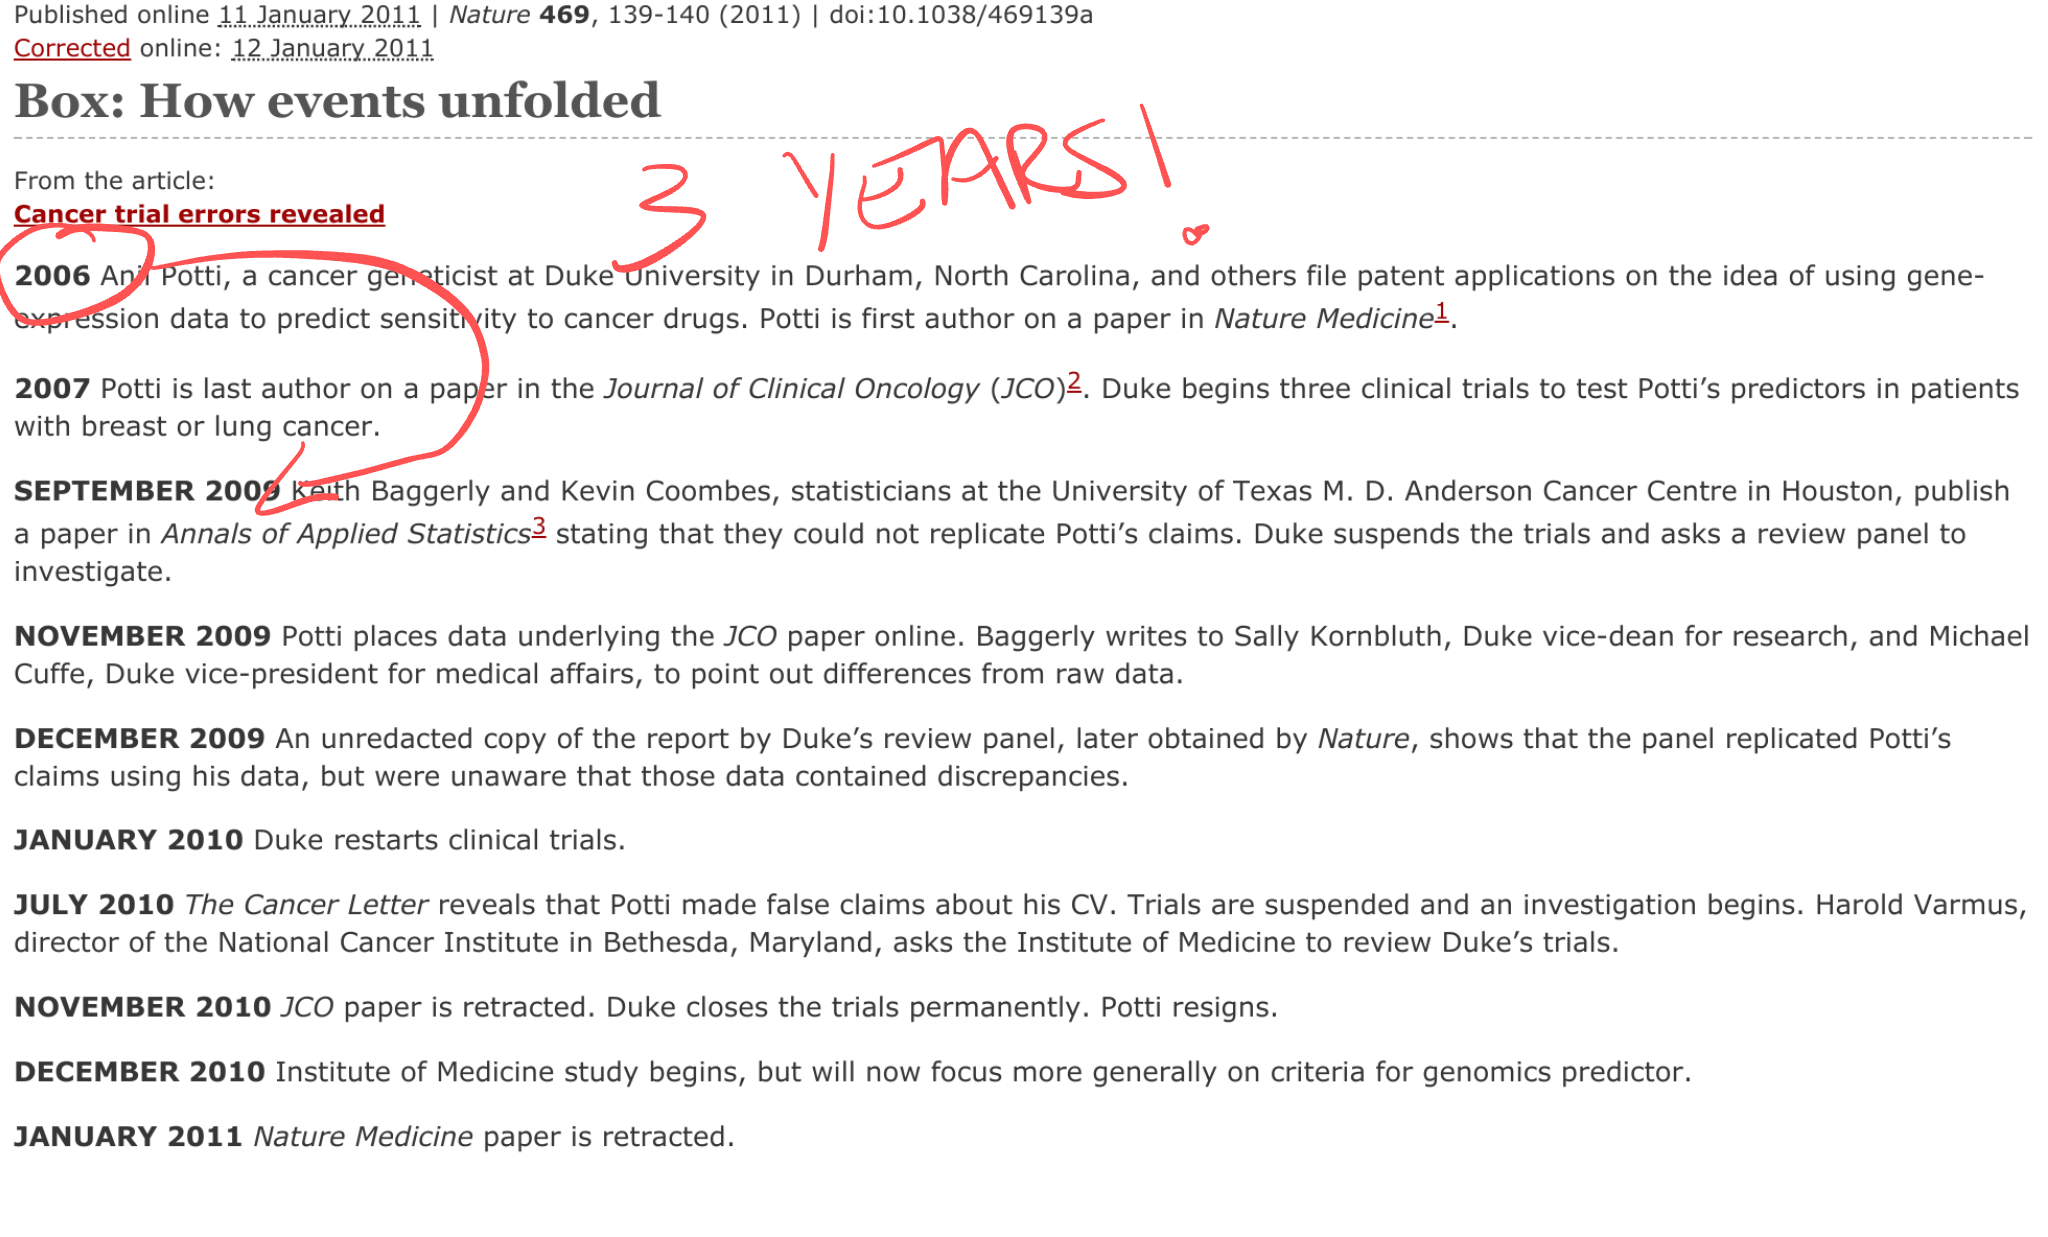 Published online 11 January 2011 | Nature 469, 139-140 (2011) | doi:10.1038/469139a
Corrected online: 12 January 2011
Box: How events unfolded
3 YEARS!
From the article:
Cancer trial errors revealed
2006 Anil Potti, a cancer geneticist at Duke University in Durham, North Carolina, and others file patent applications on the idea of using gene-
expression data to predict sensitivity to cancer drugs. Potti is first author on a paper in Nature Medicine1.
2007 Potti is last author on a paper in the Journal of Clinical Oncology (JCO)2. Duke begins three clinical trials to test Potti’s predictors in patients
with breast or lung cancer.
SEPTEMBER 2009 Keith Baggerly and Kevin Coombes, statisticians at the University of Texas M. D. Anderson Cancer Centre in Houston, publish
a paper in Annals of Applied Statistics3 stating that they could not replicate Potti’s claims. Duke suspends the trials and asks a review panel to
investigate.
NOVEMBER 2009 Potti places data underlying the JCO paper online. Baggerly writes to Sally Kornbluth, Duke vice-dean for research, and Michael
Cuffe, Duke vice-president for medical affairs, to point out differences from raw data.
DECEMBER 2009 An unredacted copy of the report by Duke’s review panel, later obtained by Nature, shows that the panel replicated Potti’s
claims using his data, but were unaware that those data contained discrepancies.
JANUARY 2010 Duke restarts clinical trials.
JULY 2010 The Cancer Letter reveals that Potti made false claims about his CV. Trials are suspended and an investigation begins. Harold Varmus,
director of the National Cancer Institute in Bethesda, Maryland, asks the Institute of Medicine to review Duke’s trials.
NOVEMBER 2010 JCO paper is retracted. Duke closes the trials permanently. Potti resigns.
DECEMBER 2010 Institute of Medicine study begins, but will now focus more generally on criteria for genomics predictor.
JANUARY 2011 Nature Medicine paper is retracted.